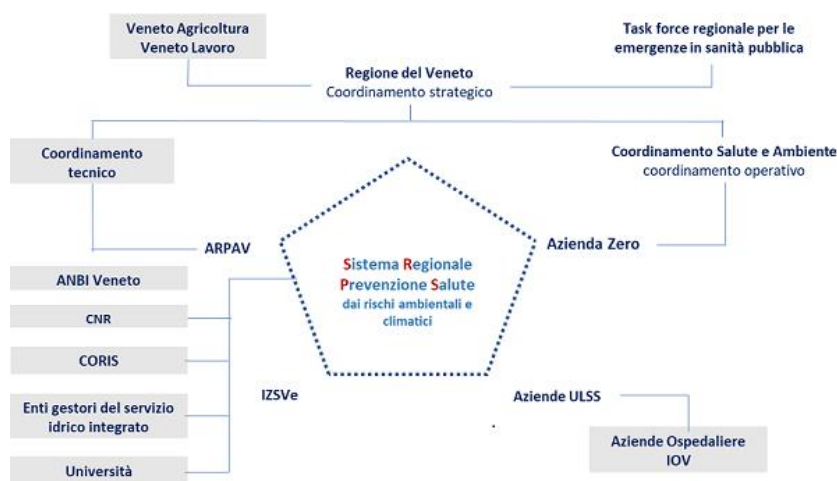 Veneto Agricoltura
Veneto Lavoro
Task force regionale per le
emergenze in sanità pubblica
Regione del Veneto
Coordinamento strategico
Coordinamento
tecnico
Coordinamento Salute e Ambiente
coordinamento operativo
ARPAV
Azienda Zero
Sistema Regionale
Prevenzione Salute
dai rischi ambientali e
climatici
ANBI Veneto
CNR
CORIS
Enti gestori del servizio
idrico integrato
Università
IZSVe
Aziende ULSS
Aziende Ospedaliere
IOV